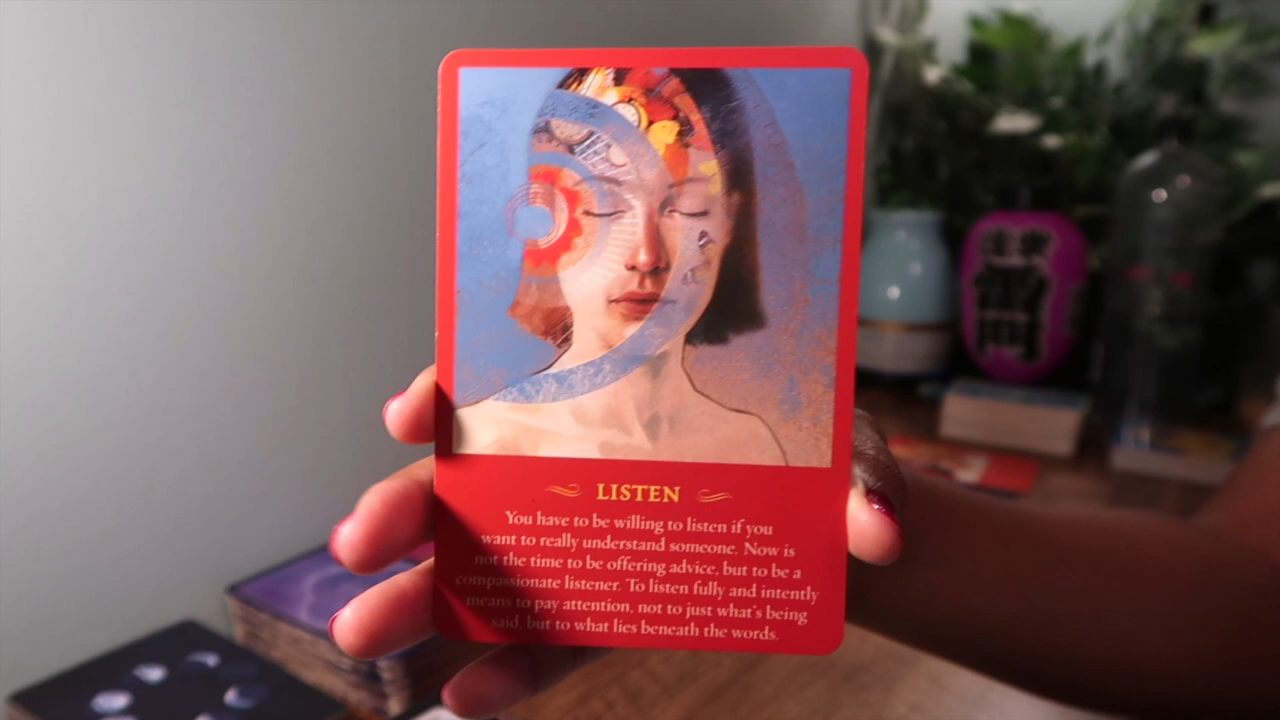 LISTEN
You have to be willing to listen if you
want to really understand someone. Now is
not the time to be offering advice, but to be a
compassionate listener. To listen fully and intently
means to pay attention, not to just what's being
said, but to what lies beneath the words.